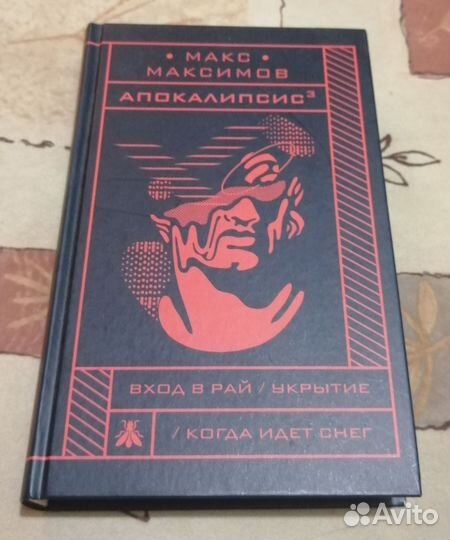 • МАКС •
МАКСИМОВ
АПОКАЛИПСИС³
ВХОД В РАЙ / УКРЫТИЕ
/ КОГДА ИДЕТ СНЕГ
Avito